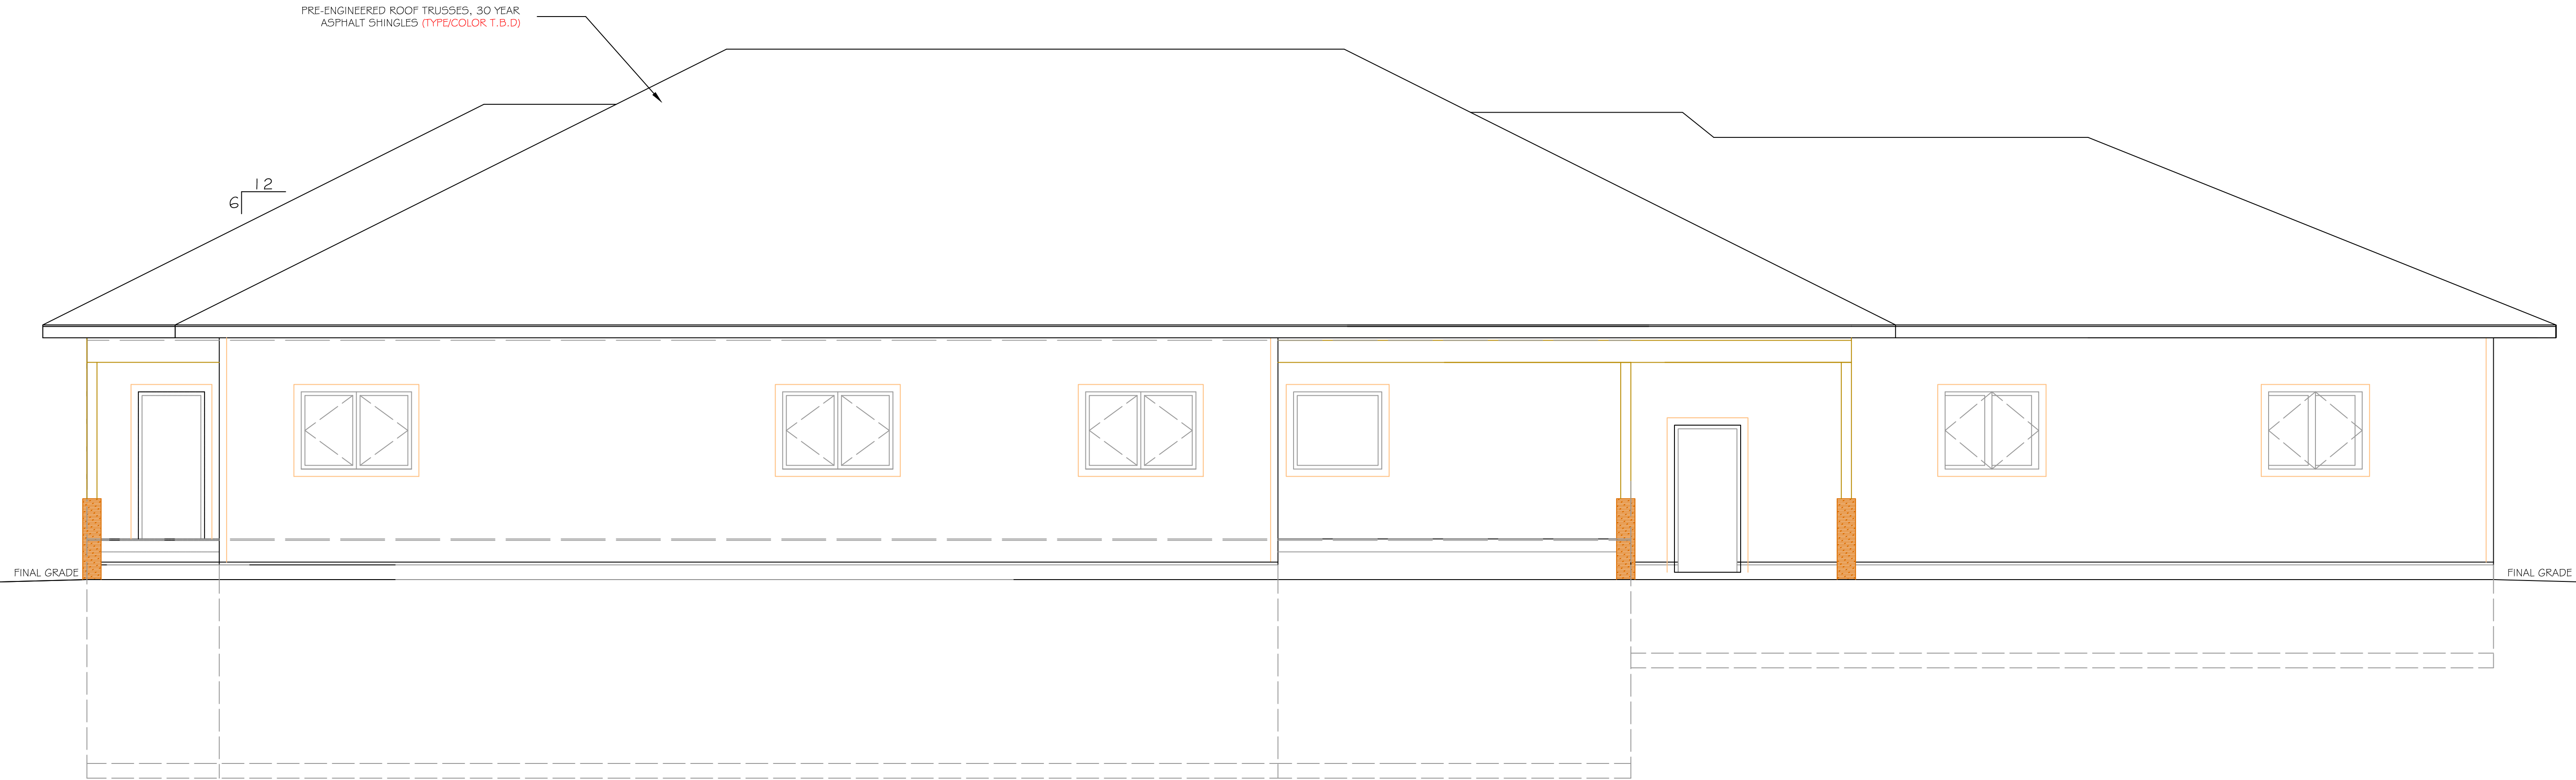 PRE-ENGINEERED ROOF TRUSSES, 30 YEAR
ASPHALT SHINGLES (TYPE/COLOR T.B.D)
12
6
FINAL GRADE
FINAL GRADE